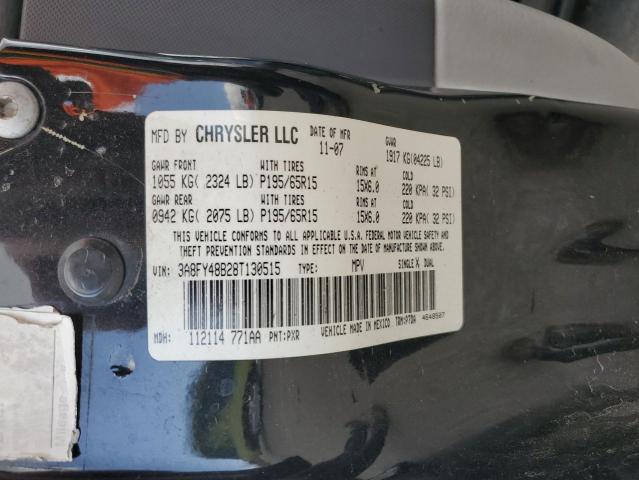 MFD BY CHRYSLER LLC DATE OF MFR 11-07 GVWR 1917 KG(04225 LB)
GAWR FRONT WITH TIRES RIMS AT COLD
1055 KG( 2324 LB) P195/65R15 15X6.0 220 KPA( 32 PSI)
GAWR REAR WITH TIRES RIMS AT COLD
0942 KG( 2075 LB) P195/65R15 15X6.0 220 KPA( 32 PSI)
THIS VEHICLE CONFORMS TO ALL APPLICABLE U.S.A. FEDERAL MOTOR VEHICLE SAFETY AND
THEFT PREVENTION STANDARDS IN EFFECT ON THE DATE OF MANUFACTURE SHOWN ABOVE.
VIN: 3A8FY48B28T130515 TYPE: MPV SINGLE X DUAL
MDH: 112114 771AA PNT:PXR VEHICLE MADE IN MEXICO TRM:P7DA 4648507